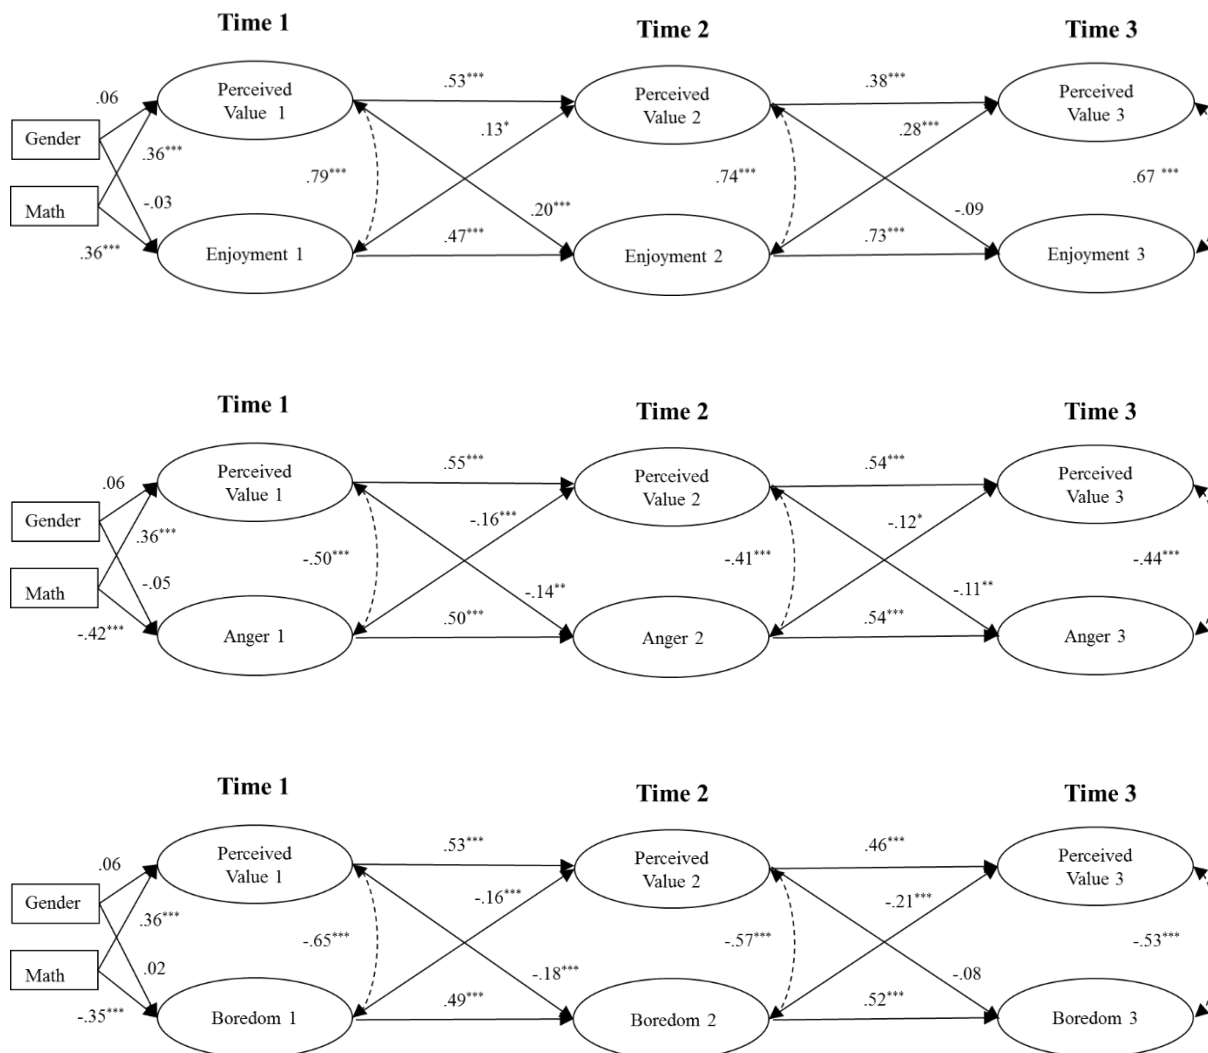 Time 1
Time 2
Time 3
Perceived
Value 1
Perceived
Value 2
Perceived
Value 3
.06
.53***
.38***
Gender
.36***
.13*
.28***
.79***
.74***
.67 ***
Math
-.03
.20***
-.09
.36***
.47***
.73***
Enjoyment 1
Enjoyment 2
Enjoyment 3
Time 1
Time 2
Time 3
Perceived
Value 1
Perceived
Value 2
Perceived
Value 3
.06
.55***
.54***
Gender
.36***
-.16***
-.12*
-.50***
-.41***
-.44***
Math
-.05
-.14**
-.11**
-.42***
.50***
.54***
Anger 1
Anger 2
Anger 3
Time 1
Time 2
Time 3
Perceived
Value 1
Perceived
Value 2
Perceived
Value 3
.06
.53***
.46***
Gender
.36***
-.16***
-.21***
-.65***
-.57***
-.53***
Math
.02
-.18***
-.08
-.35***
.49***
.52***
Boredom 1
Boredom 2
Boredom 3